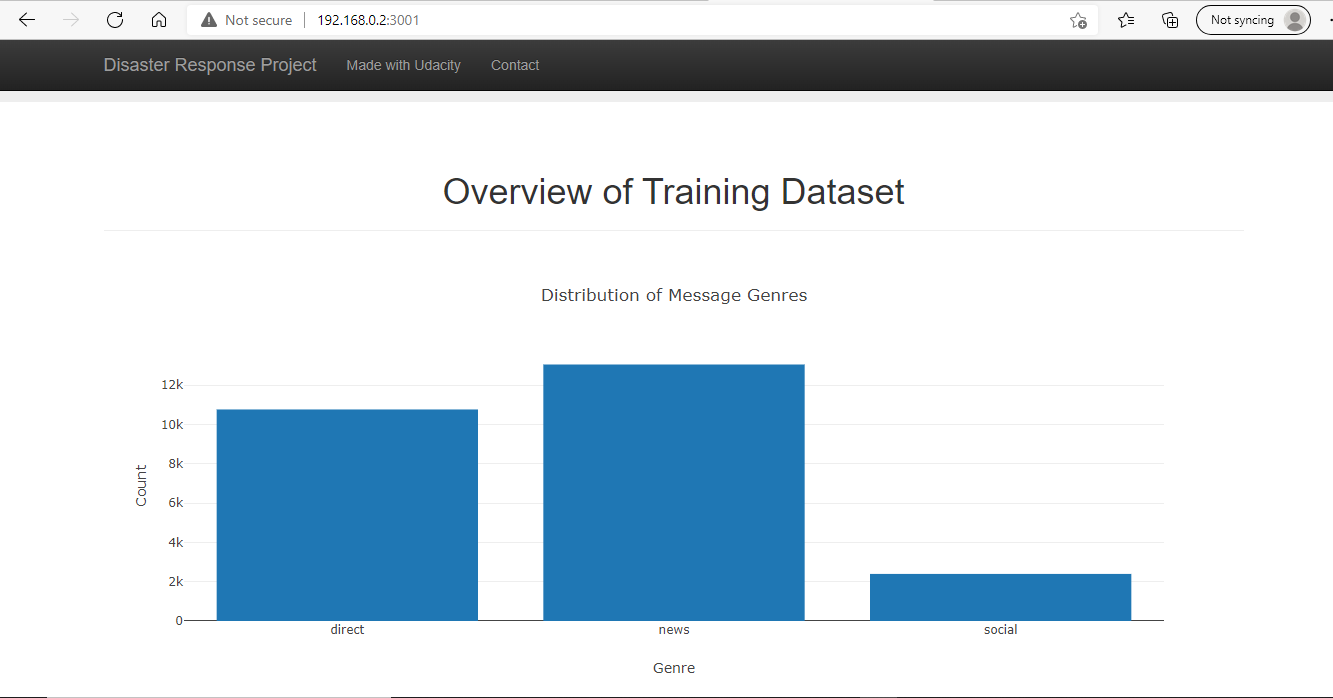 Not secure 192.168.0.2:3001 Not syncing
Disaster Response Project Made with Udacity Contact
Overview of Training Dataset
Distribution of Message Genres
12k
10k
8k
6k
4k
2k
0
Count
direct news social
Genre